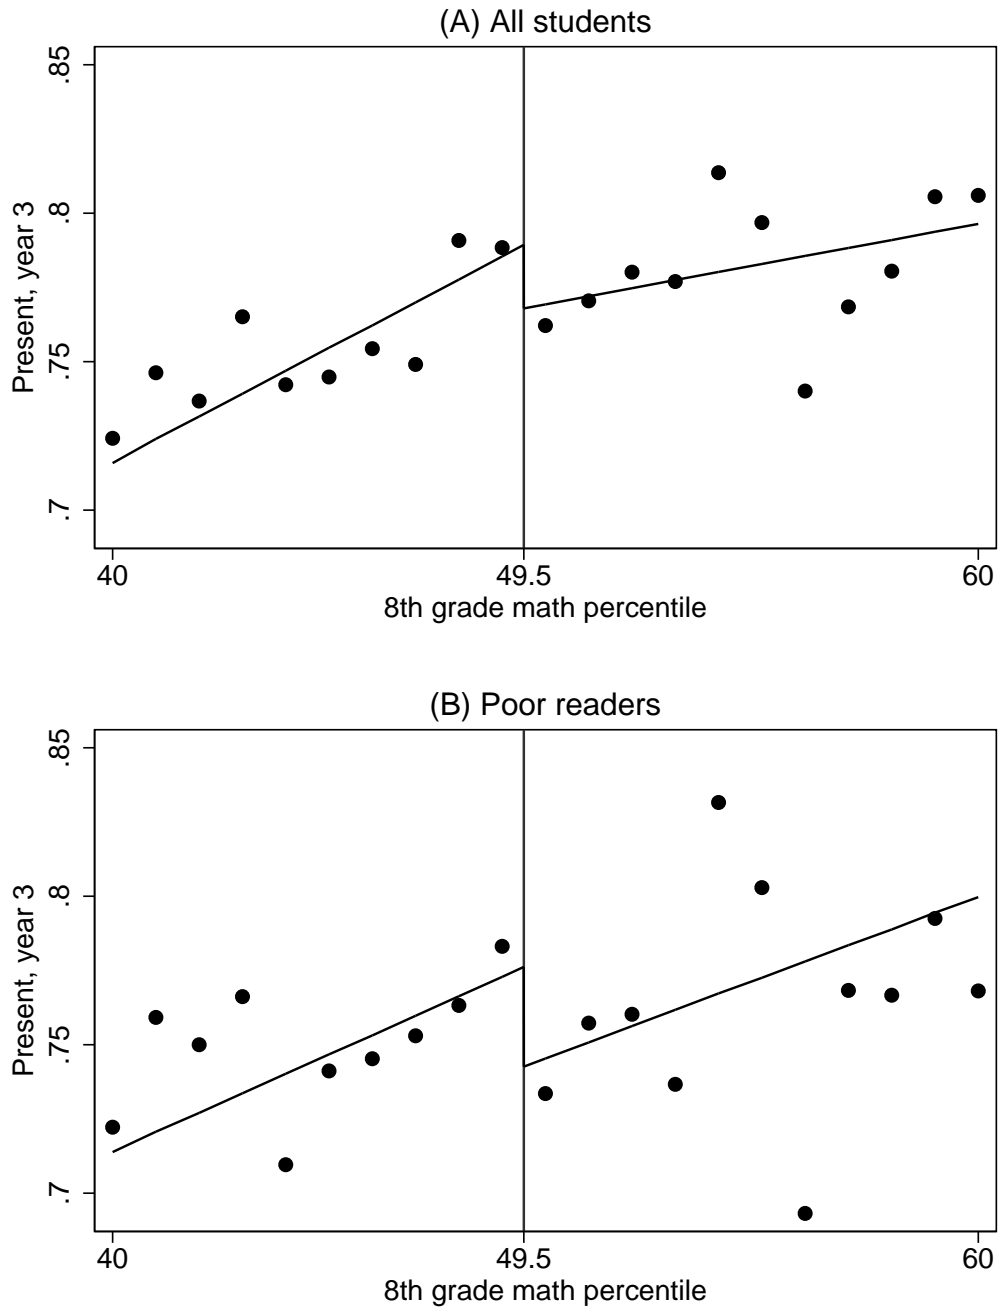 (A) All students
.85
.8
.75
.7
Present, year 3
40 49.5 60
8th grade math percentile
(B) Poor readers
.85
.8
.75
.7
Present, year 3
40 49.5 60
8th grade math percentile